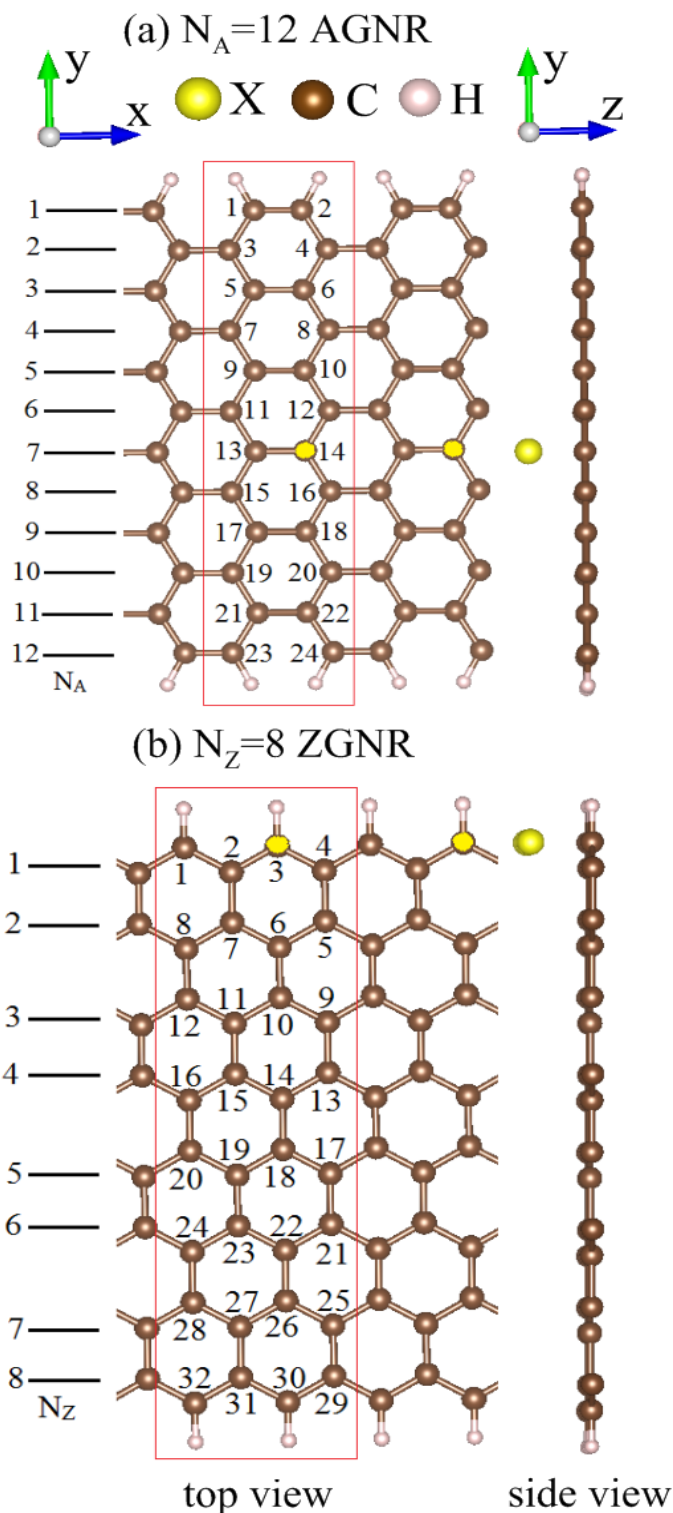 (a) N_A=12 AGNR
y X C H y
x z
1 1 2
2 3 4
3 5 6
4 7 8
5 9 10
6 11 12
7 13 14
8 15 16
9 17 18
10 19 20
11 21 22
12 23 24
N_A
(b) N_Z=8 ZGNR
2 4
1 1 3
2 8 7 6 5
11 9
3 12 10
4 16 15 14 13
19 17
5 20 18
6 24 23 22 21
27 25
7 28 26
8 32 31 30 29
N_Z
top view side view